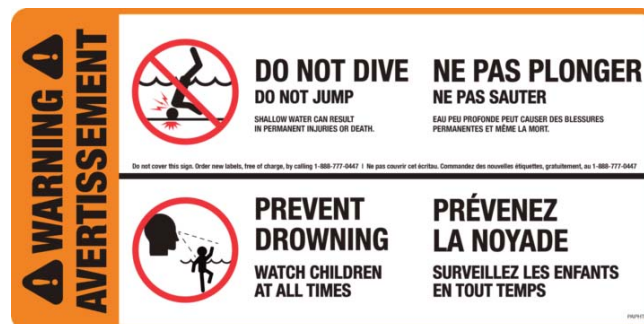 WARNING
AVERTISSEMENT
DO NOT DIVE
DO NOT JUMP
SHALLOW WATER CAN RESULT
IN PERMANENT INJURIES OR DEATH.
NE PAS PLONGER
NE PAS SAUTER
EAU PEU PROFONDE PEUT CAUSER DES BLESSURES
PERMANENTES ET MÊME LA MORT.
Do not cover this sign. Order new labels, free of charge, by calling 1-888-777-0447 | Ne pas couvrir cet écritau. Commandez des nouvelles étiquettes, gratuitement, au 1-888-777-0447
PREVENT
DROWNING
WATCH CHILDREN
AT ALL TIMES
PRÉVENEZ
LA NOYADE
SURVEILLEZ LES ENFANTS
EN TOUT TEMPS